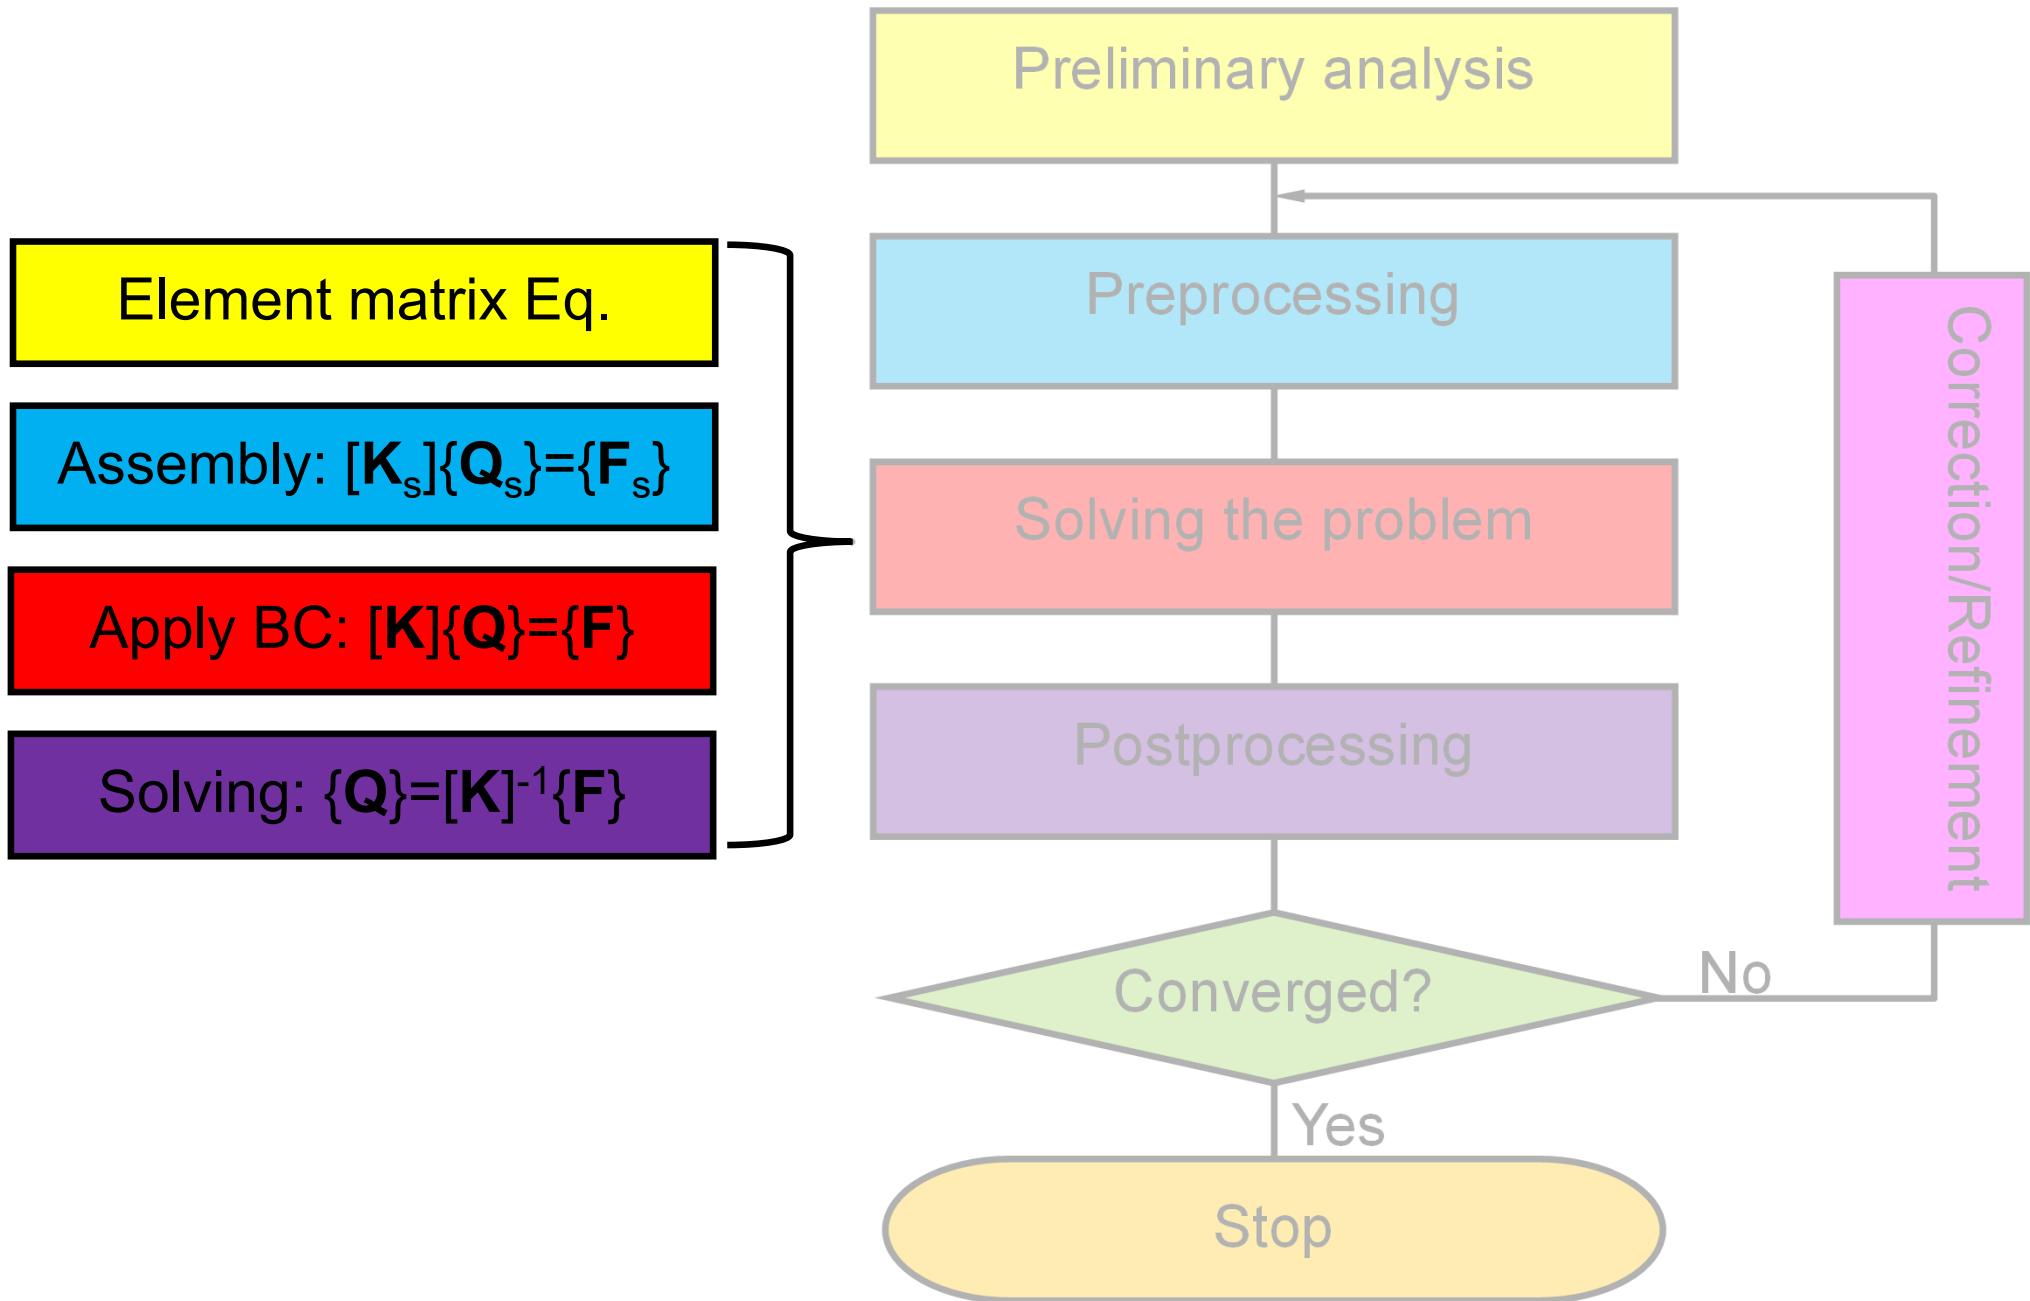 Preliminary analysis
Element matrix Eq.
Assembly: [Kₛ]{Qₛ}={Fₛ}
Apply BC: [K]{Q}={F}
Solving: {Q}=[K]⁻¹{F}
Preprocessing
Solving the problem
Postprocessing
Correction/Refinement
Converged?
No
Yes
Stop